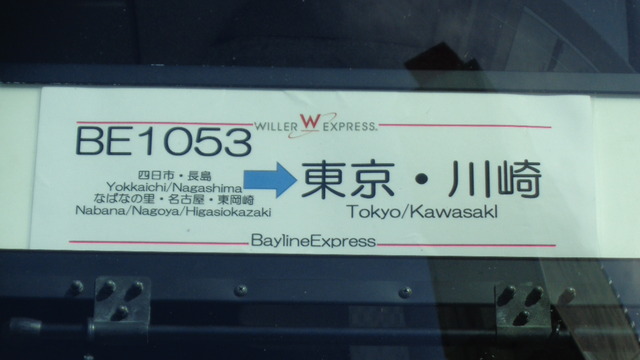 WILLER W EXPRESS.
BE1053
四日市・長島
Yokkaichi/Nagashima
なばなの里・名古屋・東岡崎
Nabana/Nagoya/Higasiokazaki
東京・川崎
Tokyo/KawasakI
BaylineExpress